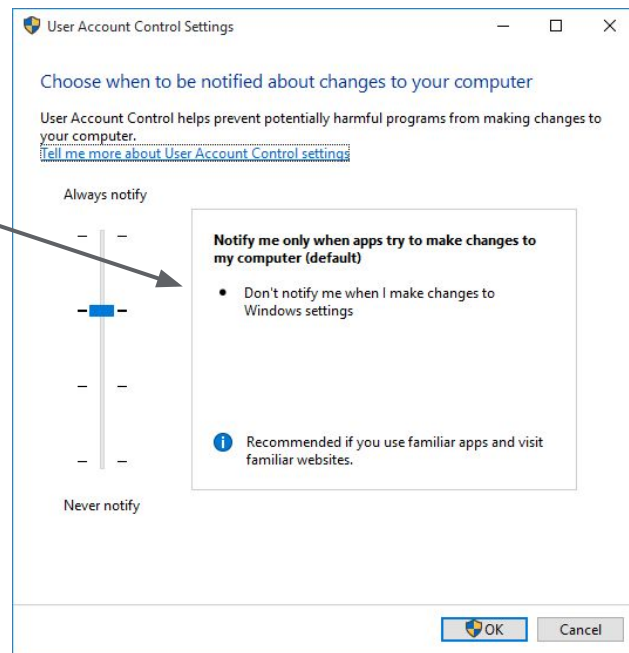 User Account Control Settings
Choose when to be notified about changes to your computer
User Account Control helps prevent potentially harmful programs from making changes to
your computer.
Tell me more about User Account Control settings
Always notify
Notify me only when apps try to make changes to
my computer (default)
• Don't notify me when I make changes to
Windows settings
Recommended if you use familiar apps and visit
familiar websites.
Never notify
OK
Cancel